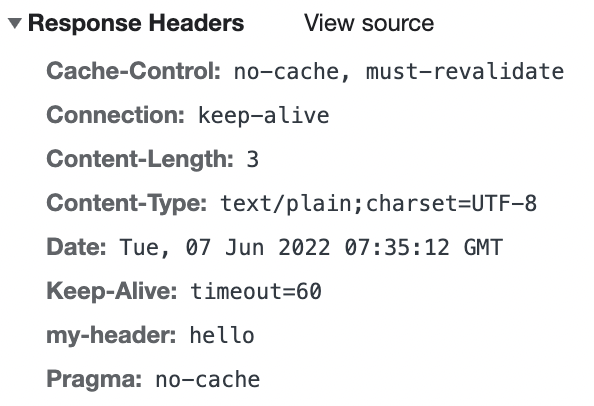 Response Headers View source
Cache-Control: no-cache, must-revalidate
Connection: keep-alive
Content-Length: 3
Content-Type: text/plain;charset=UTF-8
Date: Tue, 07 Jun 2022 07:35:12 GMT
Keep-Alive: timeout=60
my-header: hello
Pragma: no-cache